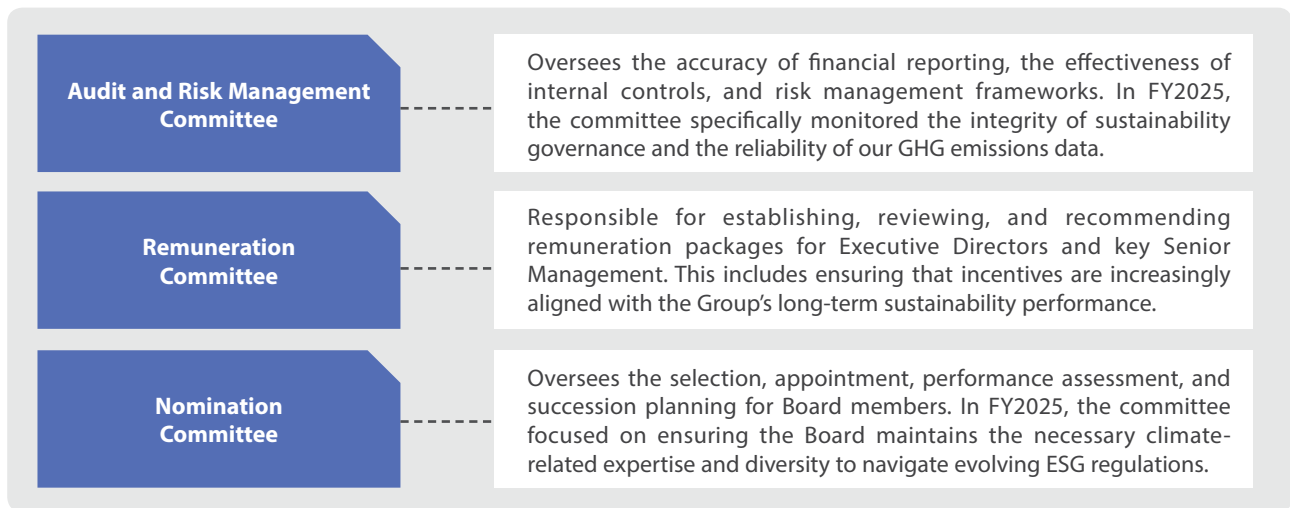 Audit and Risk Management
Committee
Oversees the accuracy of financial reporting, the effectiveness of
internal controls, and risk management frameworks. In FY2025,
the committee specifically monitored the integrity of sustainability
governance and the reliability of our GHG emissions data.
Remuneration
Committee
Responsible for establishing, reviewing, and recommending
remuneration packages for Executive Directors and key Senior
Management. This includes ensuring that incentives are increasingly
aligned with the Group’s long-term sustainability performance.
Nomination
Committee
Oversees the selection, appointment, performance assessment, and
succession planning for Board members. In FY2025, the committee
focused on ensuring the Board maintains the necessary climate-
related expertise and diversity to navigate evolving ESG regulations.